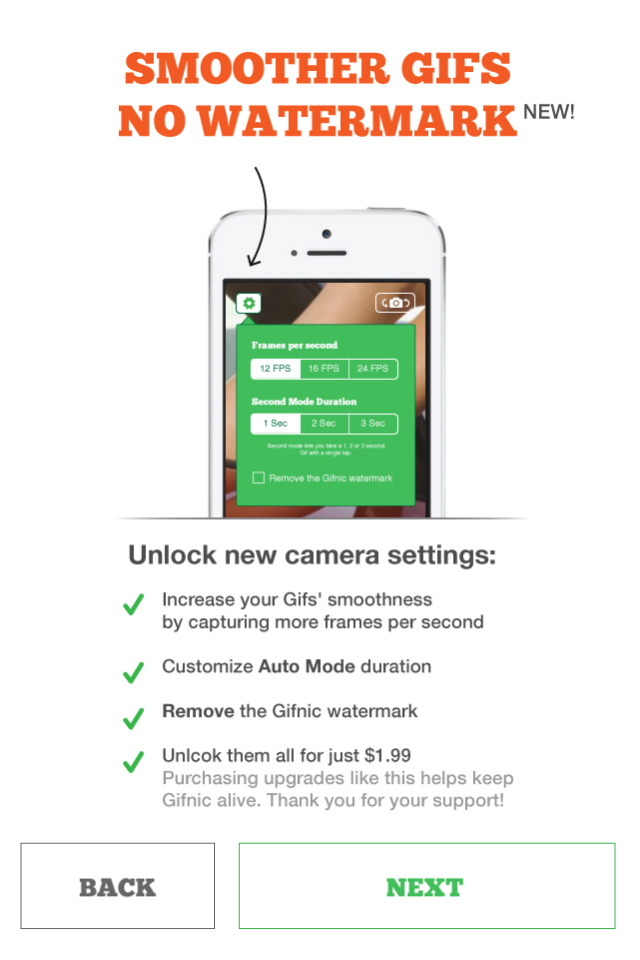 SMOOTHER GIFS
NO WATERMARK NEW!
Frames per second
12 FPS 16 FPS 24 FPS
Second Mode Duration
1 Sec 2 Sec 3 Sec
Second mode lets you take a 1, 2 or 3 second
Gif with a single tap.
Remove the Gifnic watermark
Unlock new camera settings:
Increase your Gifs' smoothness
by capturing more frames per second
Customize Auto Mode duration
Remove the Gifnic watermark
Unlcok them all for just $1.99
Purchasing upgrades like this helps keep
Gifnic alive. Thank you for your support!
BACK NEXT